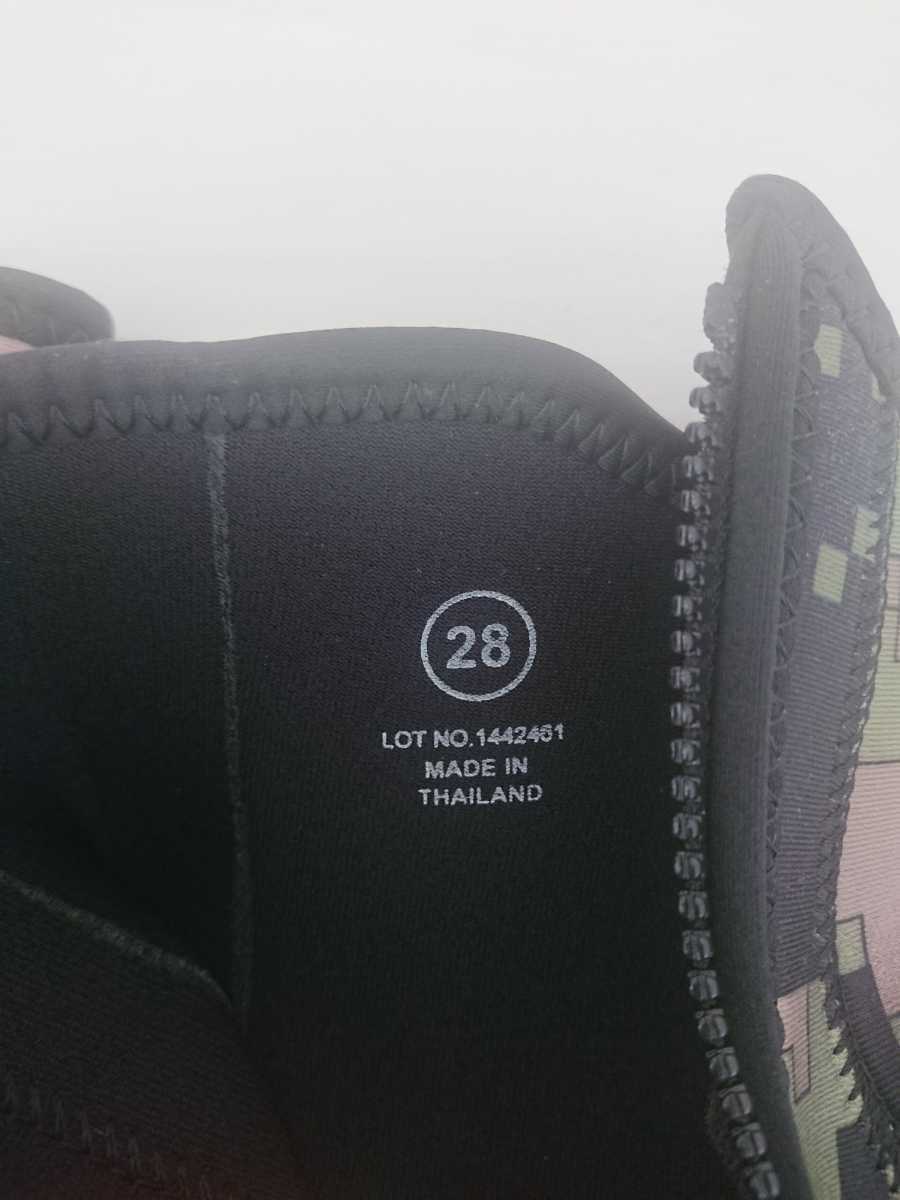 28
LOT NO.1442461
MADE IN
THAILAND